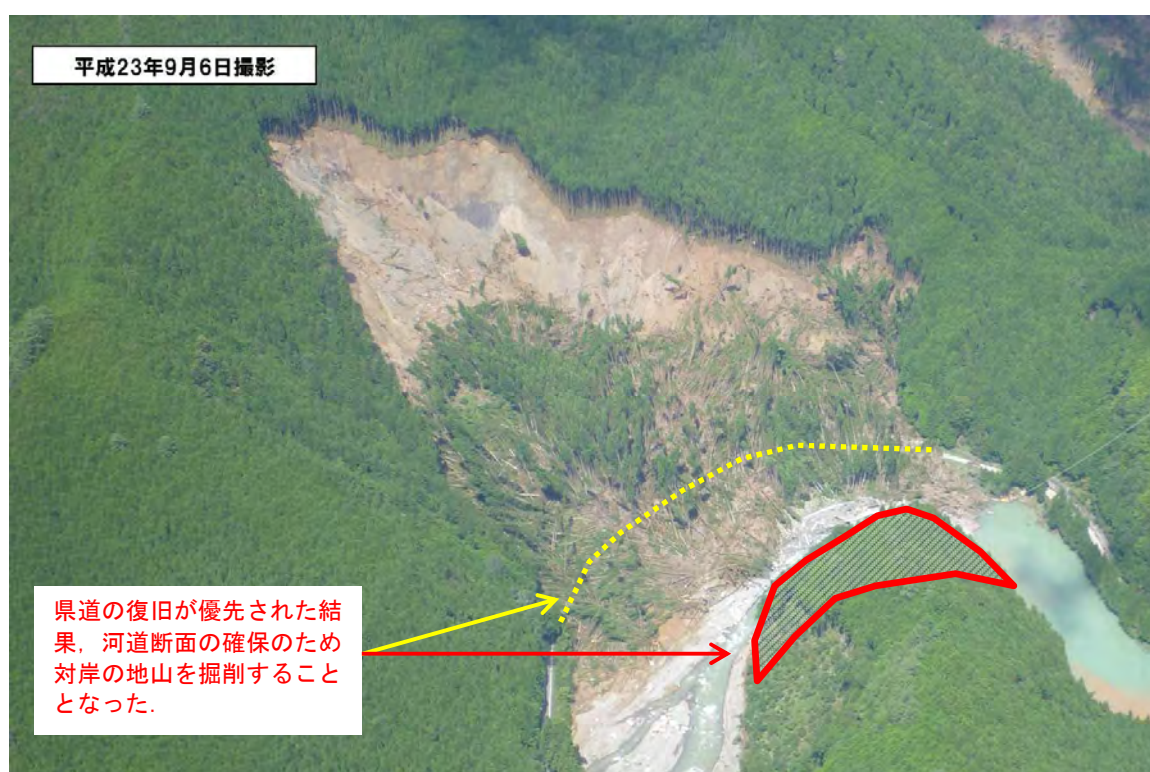 平成23年9月6日撮影
県道の復旧が優先された結
果，河道断面の確保のため
対岸の地山を掘削すること
となった．